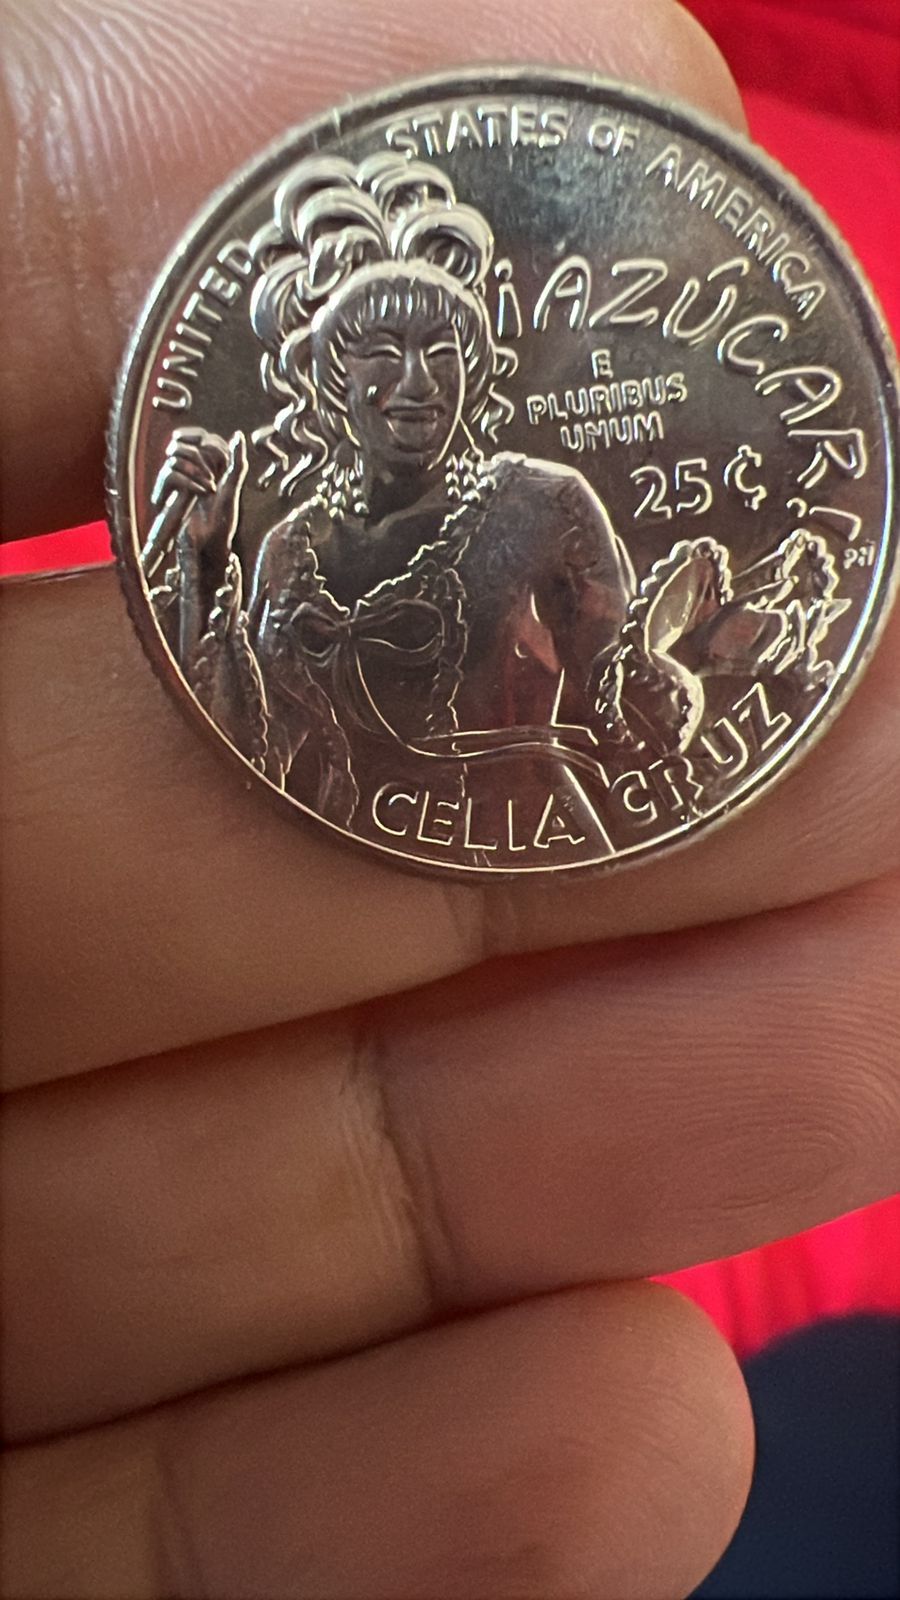 UNITED STATES OF AMERICA
¡AZÚCAR!
E
PLURIBUS
UNUM
25¢
CELIA CRUZ